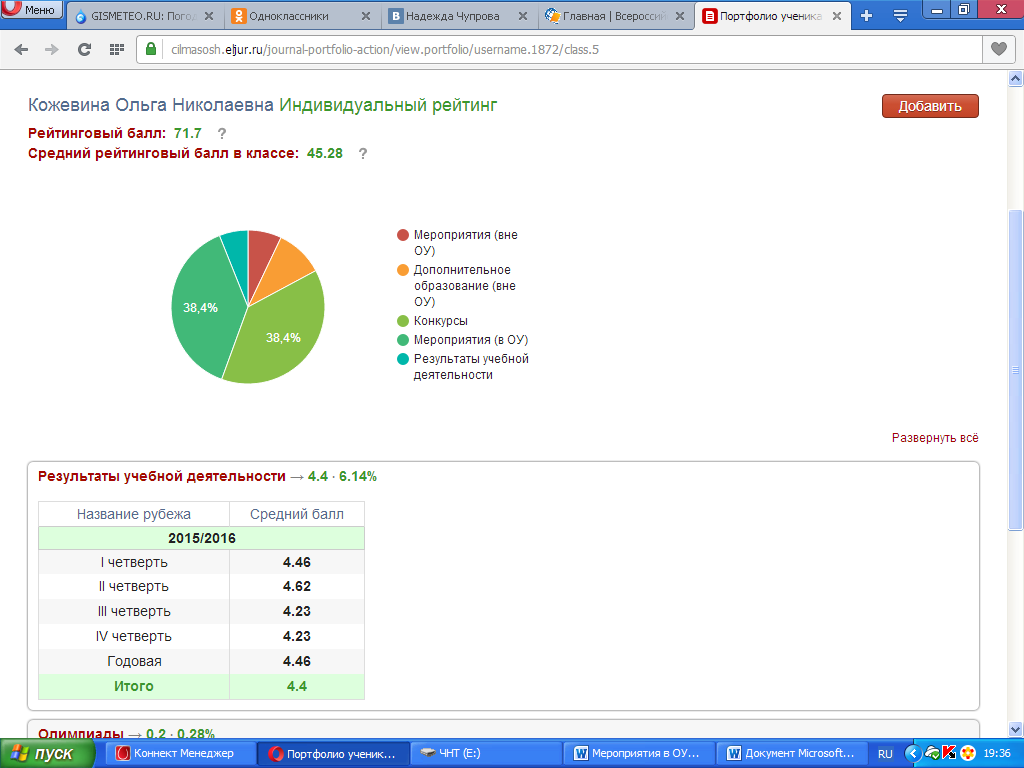 Меню
GISMETEO.RU: Пого
Одноклассники
Надежда Чупрова
Главная | Всероссий
Портфолио ученика
cilmasosh.eljur.ru/journal-portfolio-action/view.portfolio/username.1872/class.5
Кожевина Ольга Николаевна Индивидуальный рейтинг
Добавить
Рейтинговый балл: 71.7 ?
Средний рейтинговый балл в классе: 45.28 ?
Мероприятия (вне
ОУ)
Дополнительное
образование (вне
ОУ)
Конкурсы
Мероприятия (в ОУ)
Результаты учебной
деятельности
38,4%
38,4%
Развернуть всё
Результаты учебной деятельности → 4.4 · 6.14%
Название рубежа Средний балл
2015/2016
I четверть 4.46
II четверть 4.62
III четверть 4.23
IV четверть 4.23
Годовая 4.46
Итого 4.4
Олимпиады → 0.2 · 0.28%
пуск
Коннект Менеджер
Портфолио ученик...
ЧНТ (E:)
Мероприятия в ОУ...
Документ Microsoft...
RU
19:36